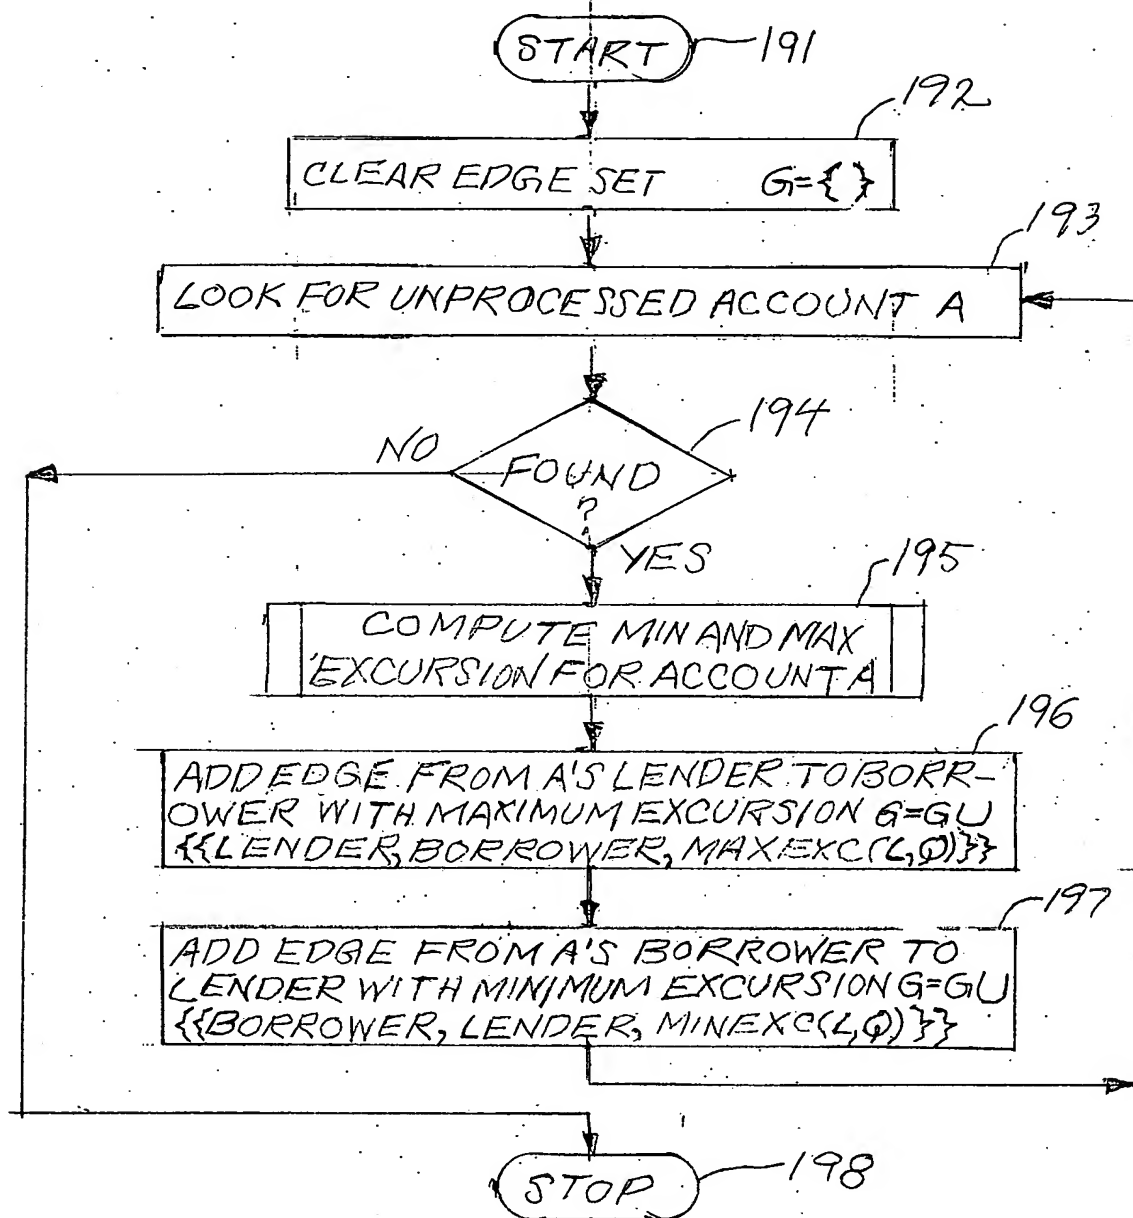 START
191
192
CLEAR EDGE SET G={ }
193
LOOK FOR UNPROCESSED ACCOUNT A
194
NO
FOUND
?
YES
195
COMPUTE MIN AND MAX
EXCURSION FOR ACCOUNT A
196
ADD EDGE FROM A'S LENDER TO BORR-
OWER WITH MAXIMUM EXCURSION G=GU
{{LENDER, BORROWER, MAXEXC(L,Q)}}
197
ADD EDGE FROM A'S BORROWER TO
LENDER WITH MINIMUM EXCURSION G=GU
{{BORROWER, LENDER, MINEXC(L,Q)}}
STOP
198